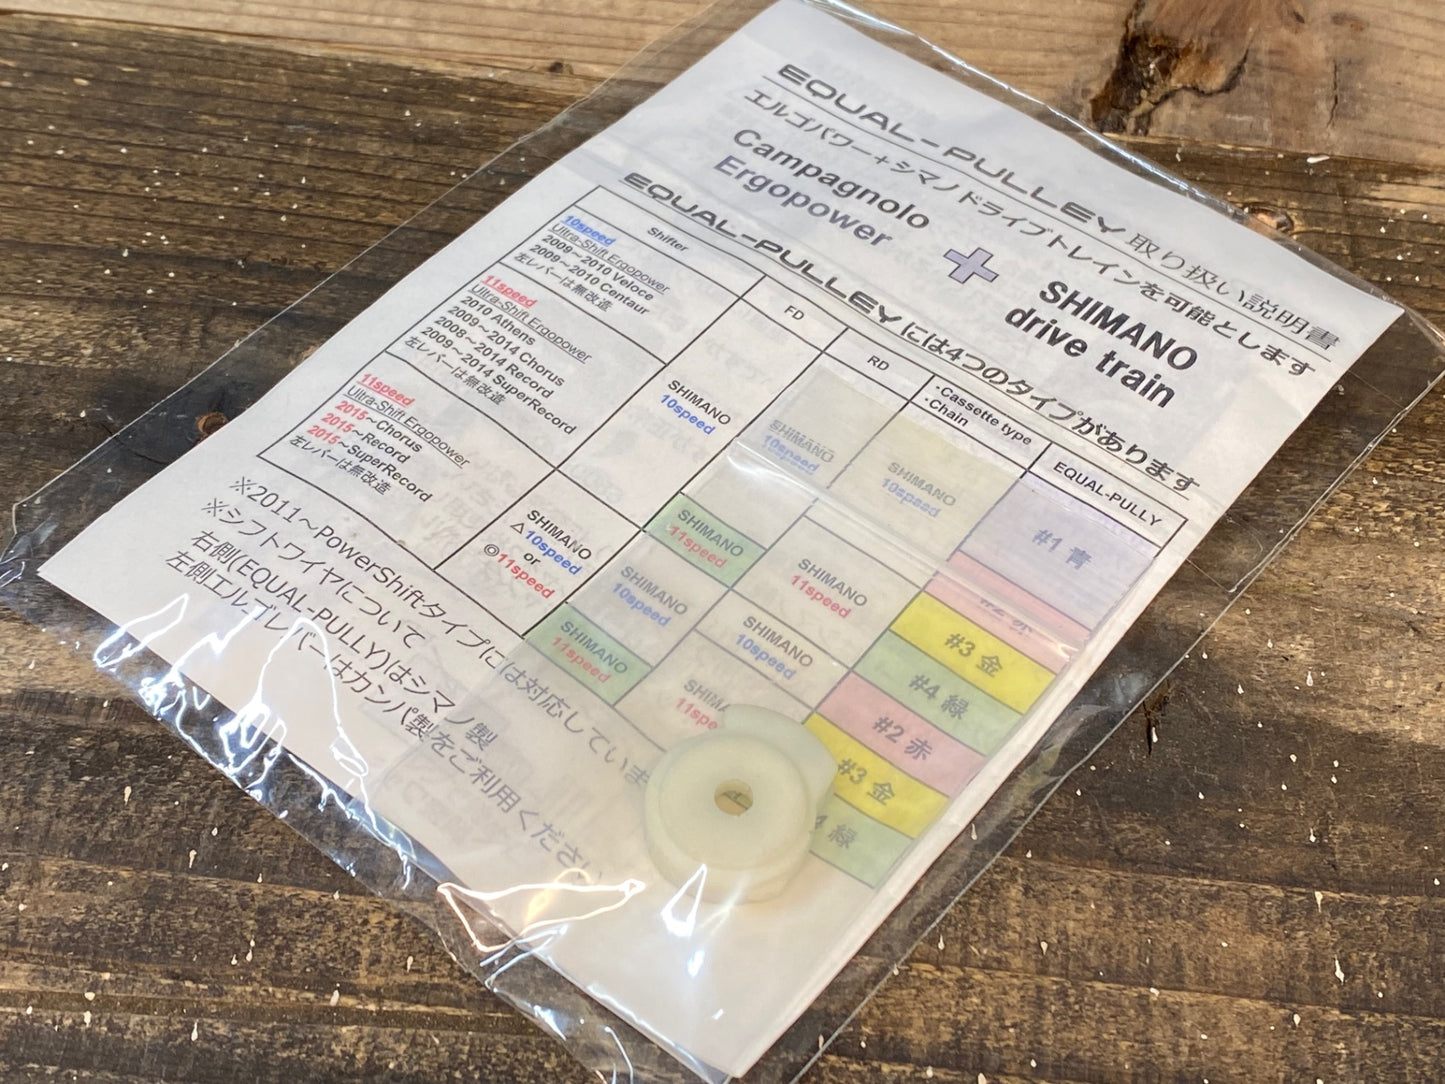 EQUAL-PULLEY 取り扱い説明書
エルゴパワー+シマノドライブトレインを可能とします
Campagnolo
Ergopower
SHIMANO
drive train
EQUAL-PULLEYには4つのタイプがあります
Shifter
FD
RD
・Cassette type
・Chain
EQUAL-PULLY
10speed
Ultra-Shift Ergopower
2009～2010 Veloce
2009～2010 Centaur
左レバーは無改造
SHIMANO
10speed
SHIMANO
10speed
SHIMANO
10speed
#1 青
11speed
Ultra-Shift Ergopower
2010 Athena
2009～2014 Chorus
2008～2014 Record
2009～2014 SuperRecord
左レバーは無改造
SHIMANO
11speed
SHIMANO
11speed
#2 赤
#3 金
#4 緑
11speed
Ultra-Shift Ergopower
2015～Chorus
2015～Record
2015～SuperRecord
左レバーは無改造
SHIMANO
△10speed
or
◎11speed
SHIMANO
10speed
SHIMANO
10speed
#2 赤
SHIMANO
11speed
#3 金
緑
※2011～PowerShiftタイプには対応していま
※シフトワイヤについて
右側(EQUAL-PULLY)はシマノ製
左側エルゴレバーはカンパ製をご利用ください